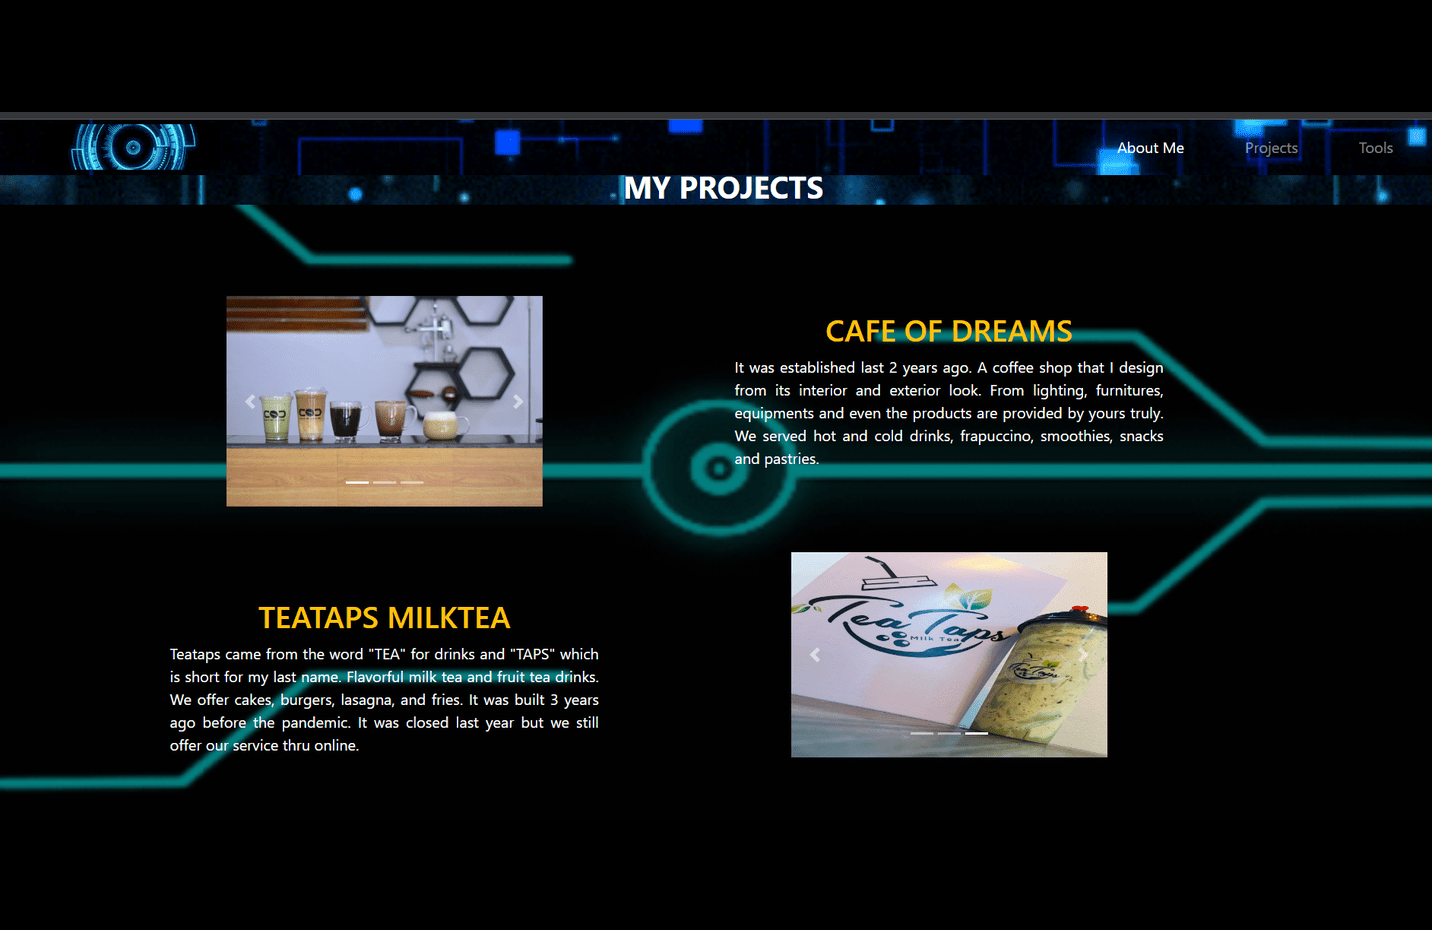 About Me
Projects
Tools
MY PROJECTS
CAFE OF DREAMS
It was established last 2 years ago. A coffee shop that I design
from its interior and exterior look. From lighting, furnitures,
equipments and even the products are provided by yours truly.
We served hot and cold drinks, frapuccino, smoothies, snacks
and pastries.
TEATAPS MILKTEA
Teataps came from the word "TEA" for drinks and "TAPS" which
is short for my last name. Flavorful milk tea and fruit tea drinks.
We offer cakes, burgers, lasagna, and fries. It was built 3 years
ago before the pandemic. It was closed last year but we still
offer our service thru online.
Tea Taps
Milk Tea
Tea Taps